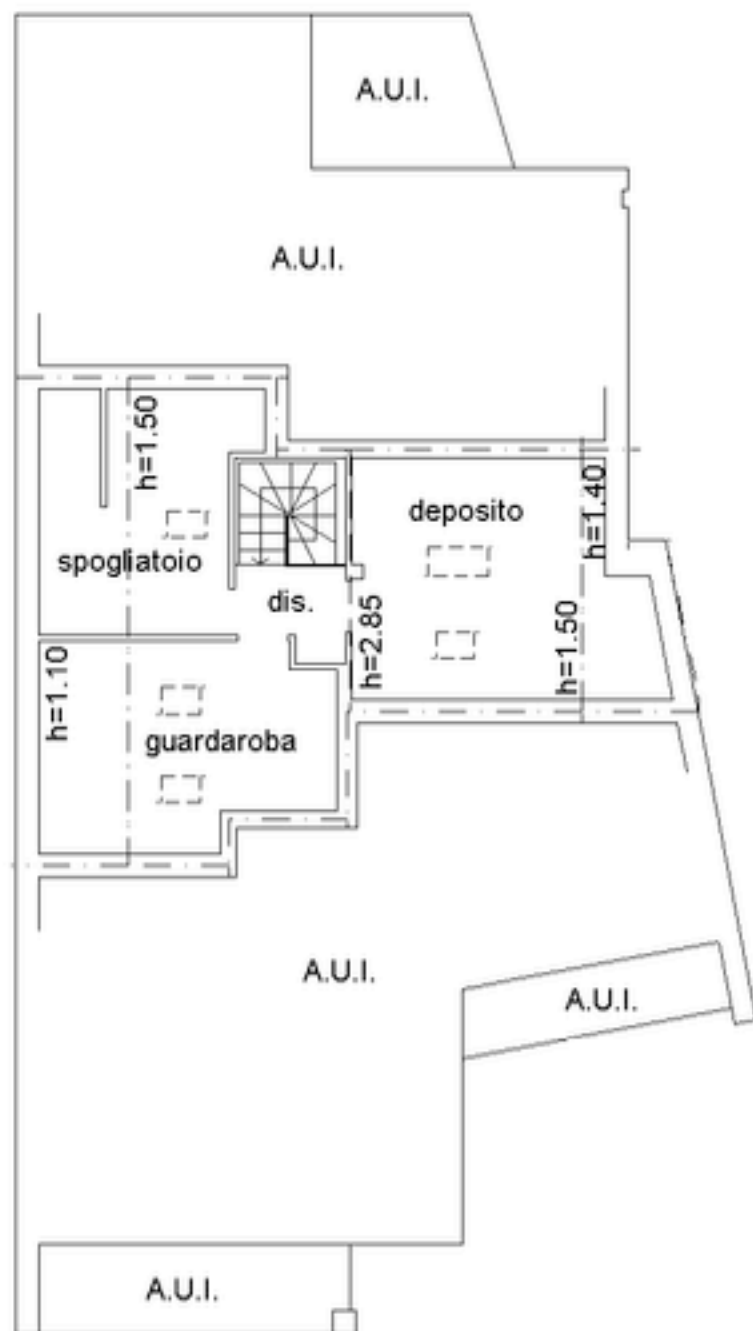 A.U.I.
A.U.I.
h=1.50
deposito
h=1.40
spogliatoio
dis.
h=2.85
h=1.50
h=1.10
guardaroba
A.U.I.
A.U.I.
A.U.I.